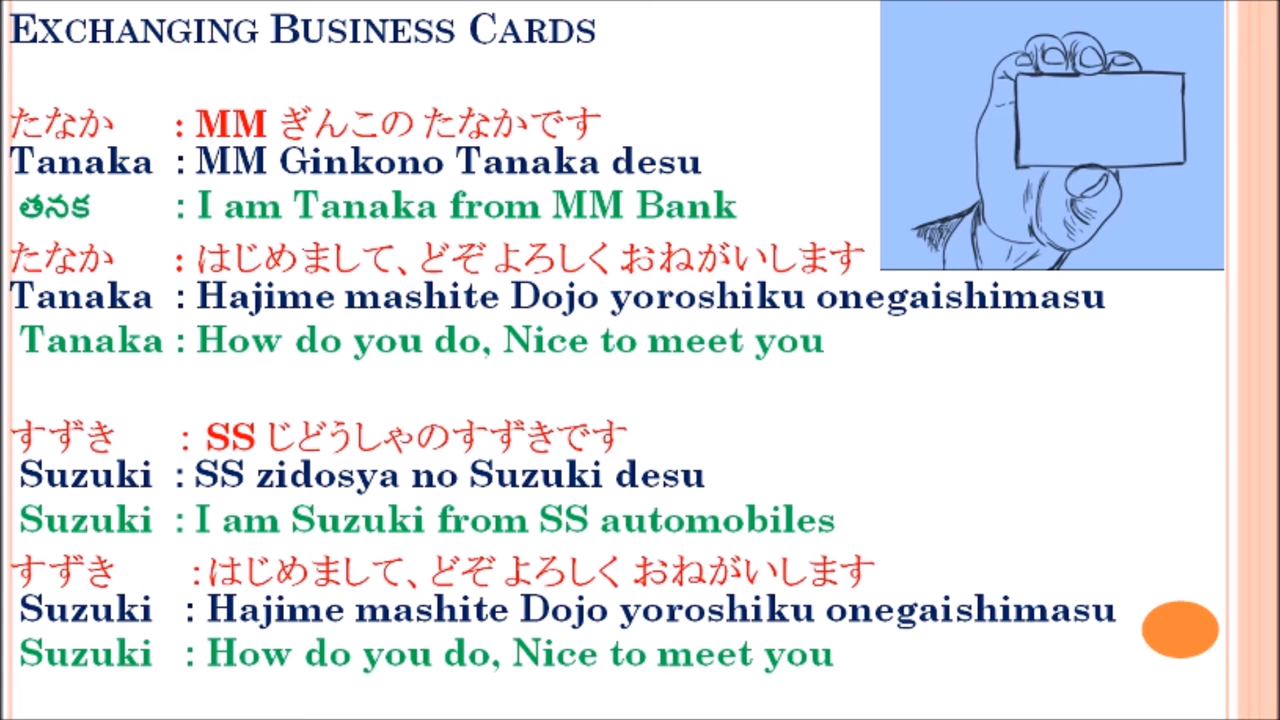 EXCHANGING BUSINESS CARDS
たなか : MM ぎんこの たなかです
Tanaka : MM Ginkono Tanaka desu
తనక : I am Tanaka from MM Bank
たなか : はじめまして、どぞ よろしく おねがいします
Tanaka : Hajime mashite Dojo yoroshiku onegaishimasu
Tanaka : How do you do, Nice to meet you
すずき : SS じどうしゃのすずきです
Suzuki : SS zidosya no Suzuki desu
Suzuki : I am Suzuki from SS automobiles
すずき : はじめまして、どぞ よろしく おねがいします
Suzuki : Hajime mashite Dojo yoroshiku onegaishimasu
Suzuki : How do you do, Nice to meet you